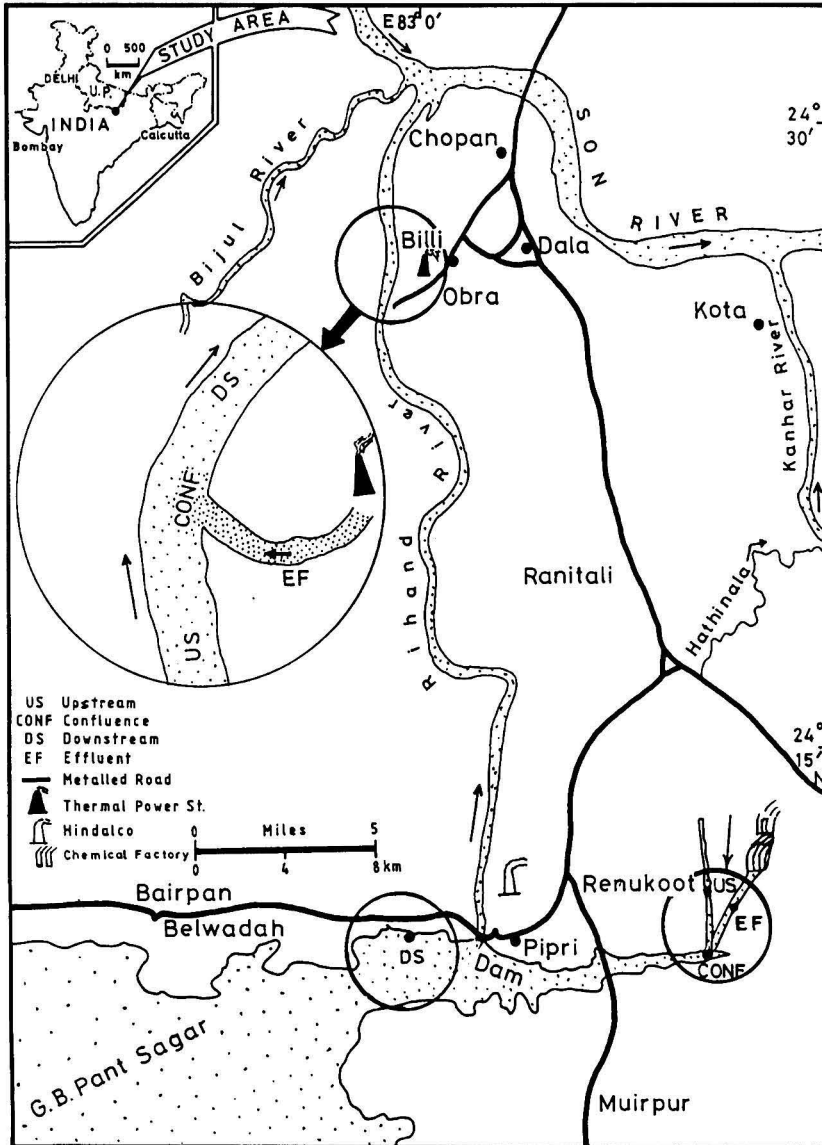 STUDY AREA
0 500
km
DELHI
U.P.
INDIA
Bombay
Calcutta
E 83° 0'
24°
30'
SON
RIVER
Chopan
Bijul River
Billi
Dala
Obra
Kota
Kanhar River
DS
CONF
EF
US
Rihand River
Ranitali
Hathinala
US Upstream
CONF Confluence
DS Downstream
EF Effluent
Metalled Road
Thermal Power St.
Hindalco
Chemical Factory
0 Miles 5
0 4 8 km
24°
15'
N
Bairpan
Belwadah
Renukoot
US
EF
CONF
DS
Dam
Pipri
G.B. Pant Sagar
Muirpur